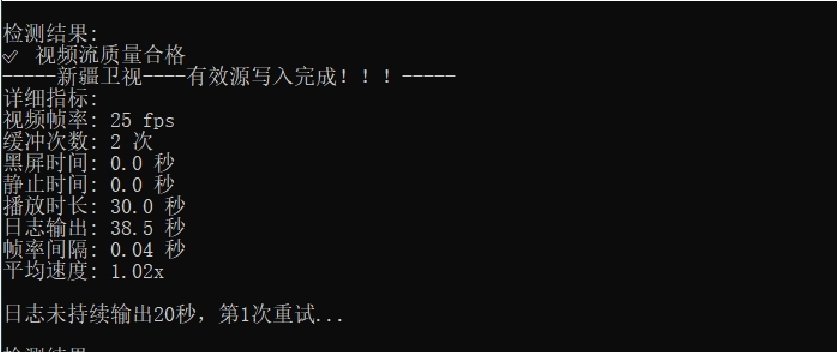 检测结果:
✓ 视频流质量合格
-----新疆卫视----有效源写入完成！！！-----
详细指标:
视频帧率: 25 fps
缓冲次数: 2 次
黑屏时间: 0.0 秒
静止时间: 0.0 秒
播放时长: 30.0 秒
日志输出: 38.5 秒
帧率间隔: 0.04 秒
平均速度: 1.02x
日志未持续输出20秒，第1次重试...